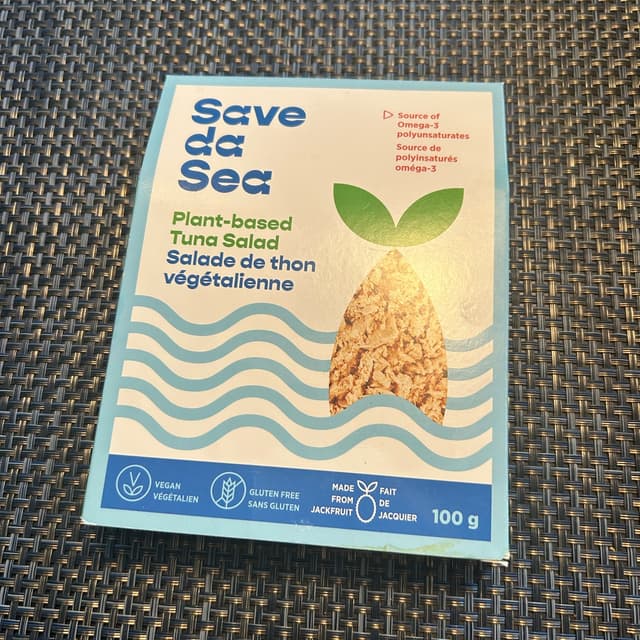 Save
da
Sea
Source of
Omega-3
polyunsaturates
Source de
polyinsaturés
oméga-3
Plant-based
Tuna Salad
Salade de thon
végétalienne
VEGAN
VÉGÉTALIEN
GLUTEN FREE
SANS GLUTEN
MADE FAIT
FROM DE
JACKFRUIT JACQUIER
100 g